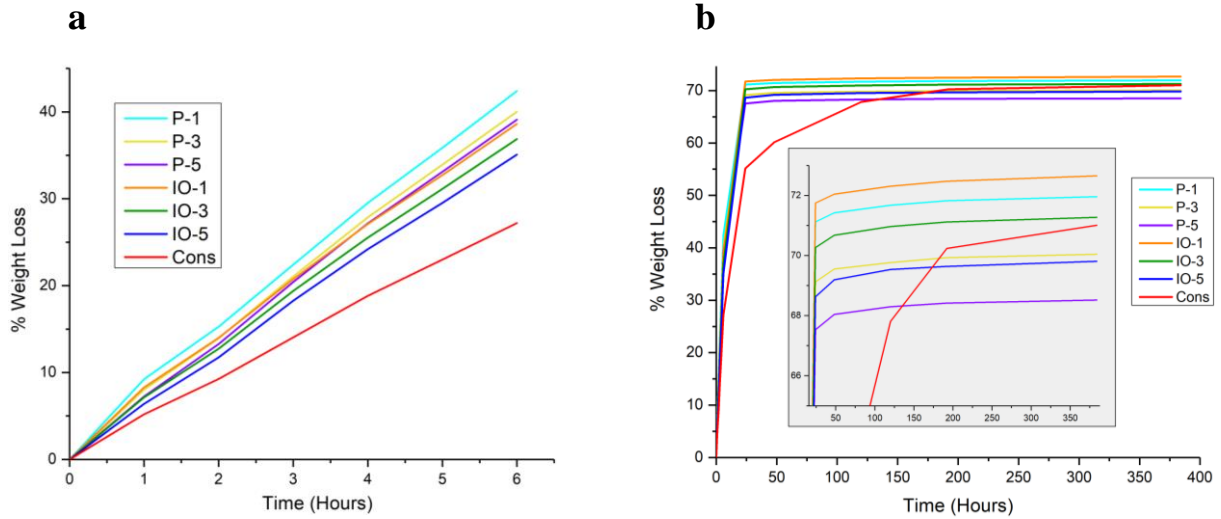 a
% Weight Loss
40
30
20
10
0
P-1
P-3
P-5
IO-1
IO-3
IO-5
Cons
0 1 2 3 4 5 6
Time (Hours)
b
% Weight Loss
70
60
50
40
30
20
10
0
72
70
68
66
50 100 150 200 250 300 350
P-1
P-3
P-5
IO-1
IO-3
IO-5
Cons
0 50 100 150 200 250 300 350 400
Time (Hours)